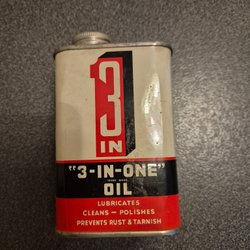 3
IN
1
"3-IN-ONE"
OIL
LUBRICATES
CLEANS – POLISHES
PREVENTS RUST & TARNISH